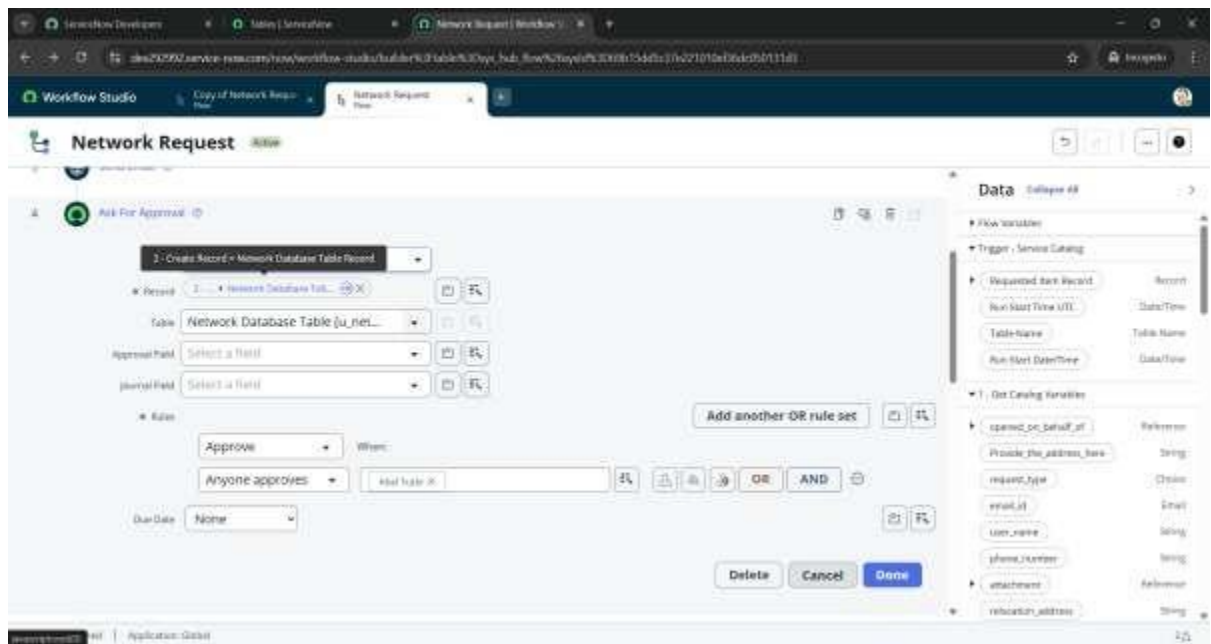 ServiceNow Developers
Tables | ServiceNow
Network Request | Workflow S
Incognito
Workflow Studio
Copy of Network Reque
Flow
Network Request
Flow
Network Request
Active
Data
Collapse All
4
Ask For Approval
Flow Variables
Trigger - Service Catalog
2 - Create Record > Network Database Table Record
Record
Requested Item Record
Record
Run Start Time UTC
Date/Time
Table
Network Database Table [u_net...
Table Name
Table Name
Approval Field
Select a field
Run Start Date/Time
Date/Time
Journal Field
Select a field
1 - Get Catalog Variables
Rules
Add another OR rule set
opened_on_behalf_of
Reference
Approve
When:
Provide_the_address_here
String
Anyone approves
OR
AND
request_type
Choice
email_id
Email
Due Date
None
user_name
String
phone_number
String
Delete
Cancel
Done
attachment
Reference
relocation_address
String
Application: Global